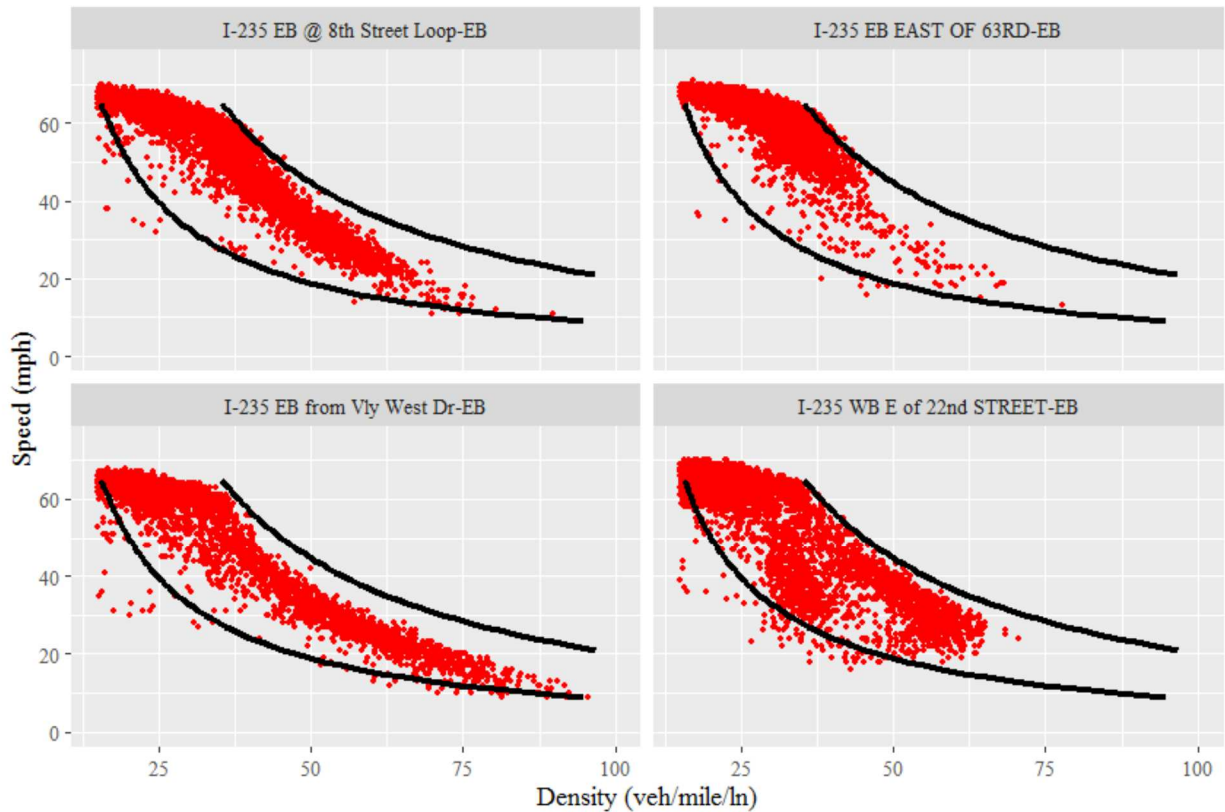 I-235 EB @ 8th Street Loop-EB
I-235 EB EAST OF 63RD-EB
60
40
20
0
I-235 EB from Vly West Dr-EB
I-235 WB E of 22nd STREET-EB
60
40
20
0
25
50
75
100
25
50
75
100
Speed (mph)
Density (veh/mile/ln)